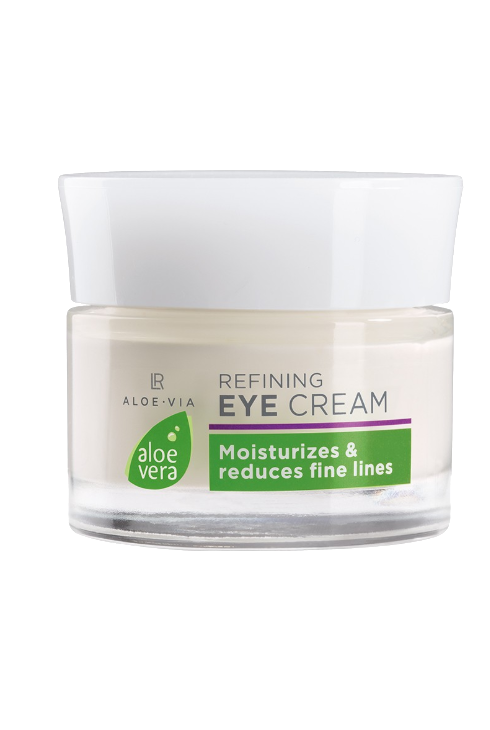 LR
ALOE·VIA
aloe
vera
REFINING
EYE CREAM
Moisturizes &
reduces fine lines